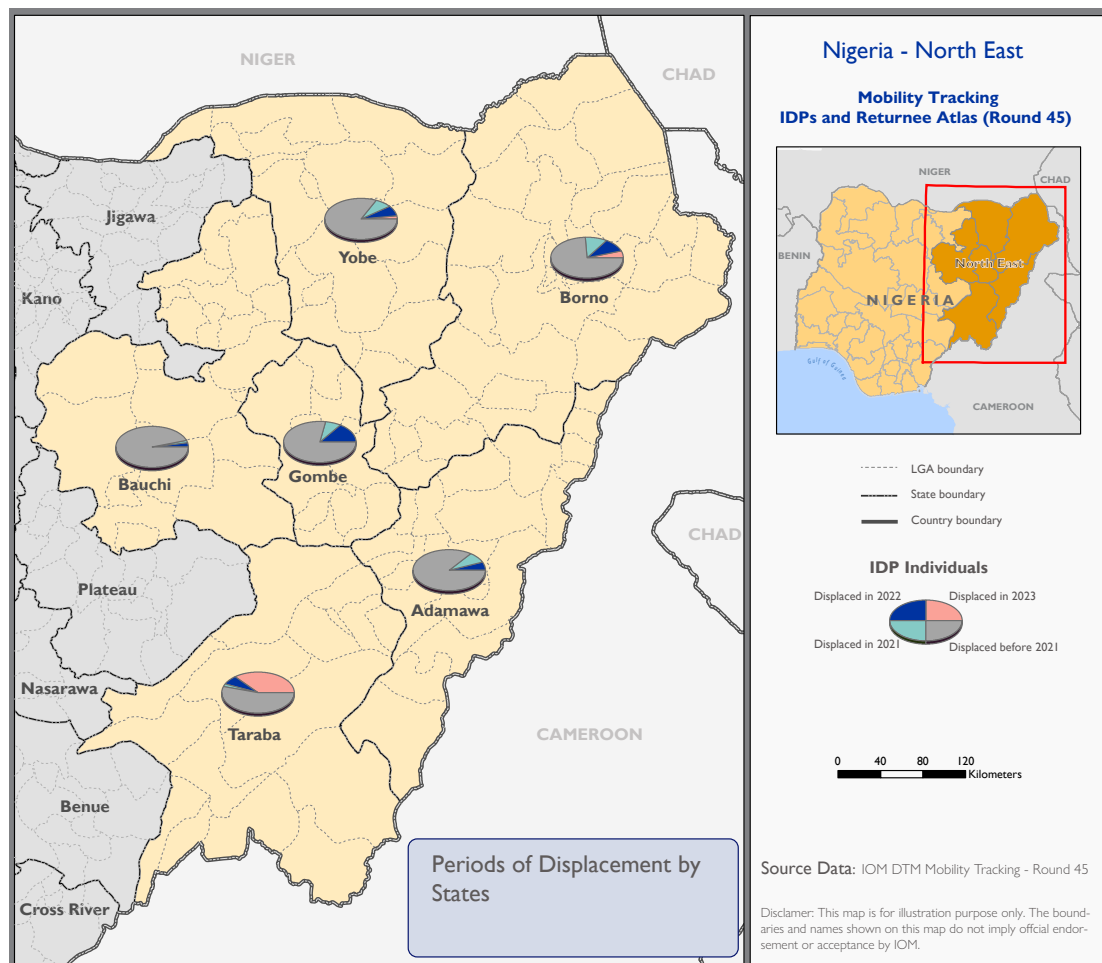 NIGER
CHAD
Jigawa
Yobe
Borno
Kano
Bauchi
Gombe
CHAD
Plateau
Adamawa
Nasarawa
Taraba
CAMEROON
Benue
Cross River
Periods of Displacement by
States
Nigeria - North East
Mobility Tracking
IDPs and Returnee Atlas (Round 45)
NIGER
CHAD
BENIN
North East
NIGERIA
Gulf of Guinea
CAMEROON
LGA boundary
State boundary
Country boundary
IDP Individuals
Displaced in 2022
Displaced in 2023
Displaced in 2021
Displaced before 2021
0 40 80 120
Kilometers
Source Data: IOM DTM Mobility Tracking - Round 45
Disclamer: This map is for illustration purpose only. The bound-
aries and names shown on this map do not imply offcial endor-
sement or acceptance by IOM.